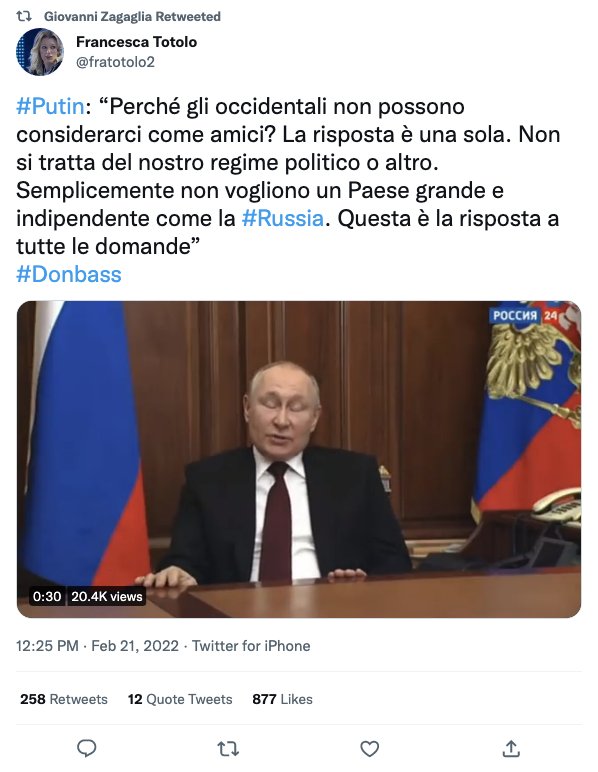 Giovanni Zagaglia Retweeted
Francesca Totolo
@fratotolo2
#Putin: “Perché gli occidentali non possono
considerarci come amici? La risposta è una sola. Non
si tratta del nostro regime politico o altro.
Semplicemente non vogliono un Paese grande e
indipendente come la #Russia. Questa è la risposta a
tutte le domande”
#Donbass
РОССИЯ 24
0:30 20.4K views
12:25 PM · Feb 21, 2022 · Twitter for iPhone
258 Retweets 12 Quote Tweets 877 Likes